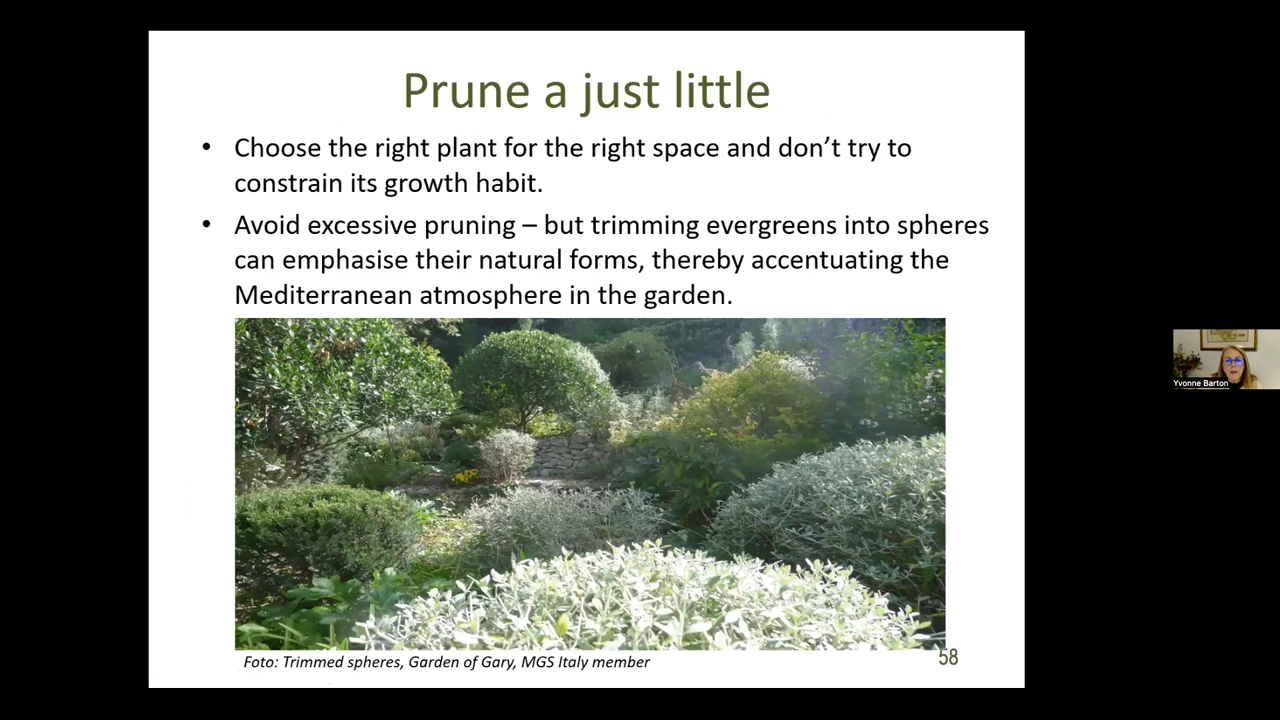 Prune a just little
• Choose the right plant for the right space and don’t try to
constrain its growth habit.
• Avoid excessive pruning – but trimming evergreens into spheres
can emphasise their natural forms, thereby accentuating the
Mediterranean atmosphere in the garden.
Foto: Trimmed spheres, Garden of Gary, MGS Italy member
58
Yvonne Barton